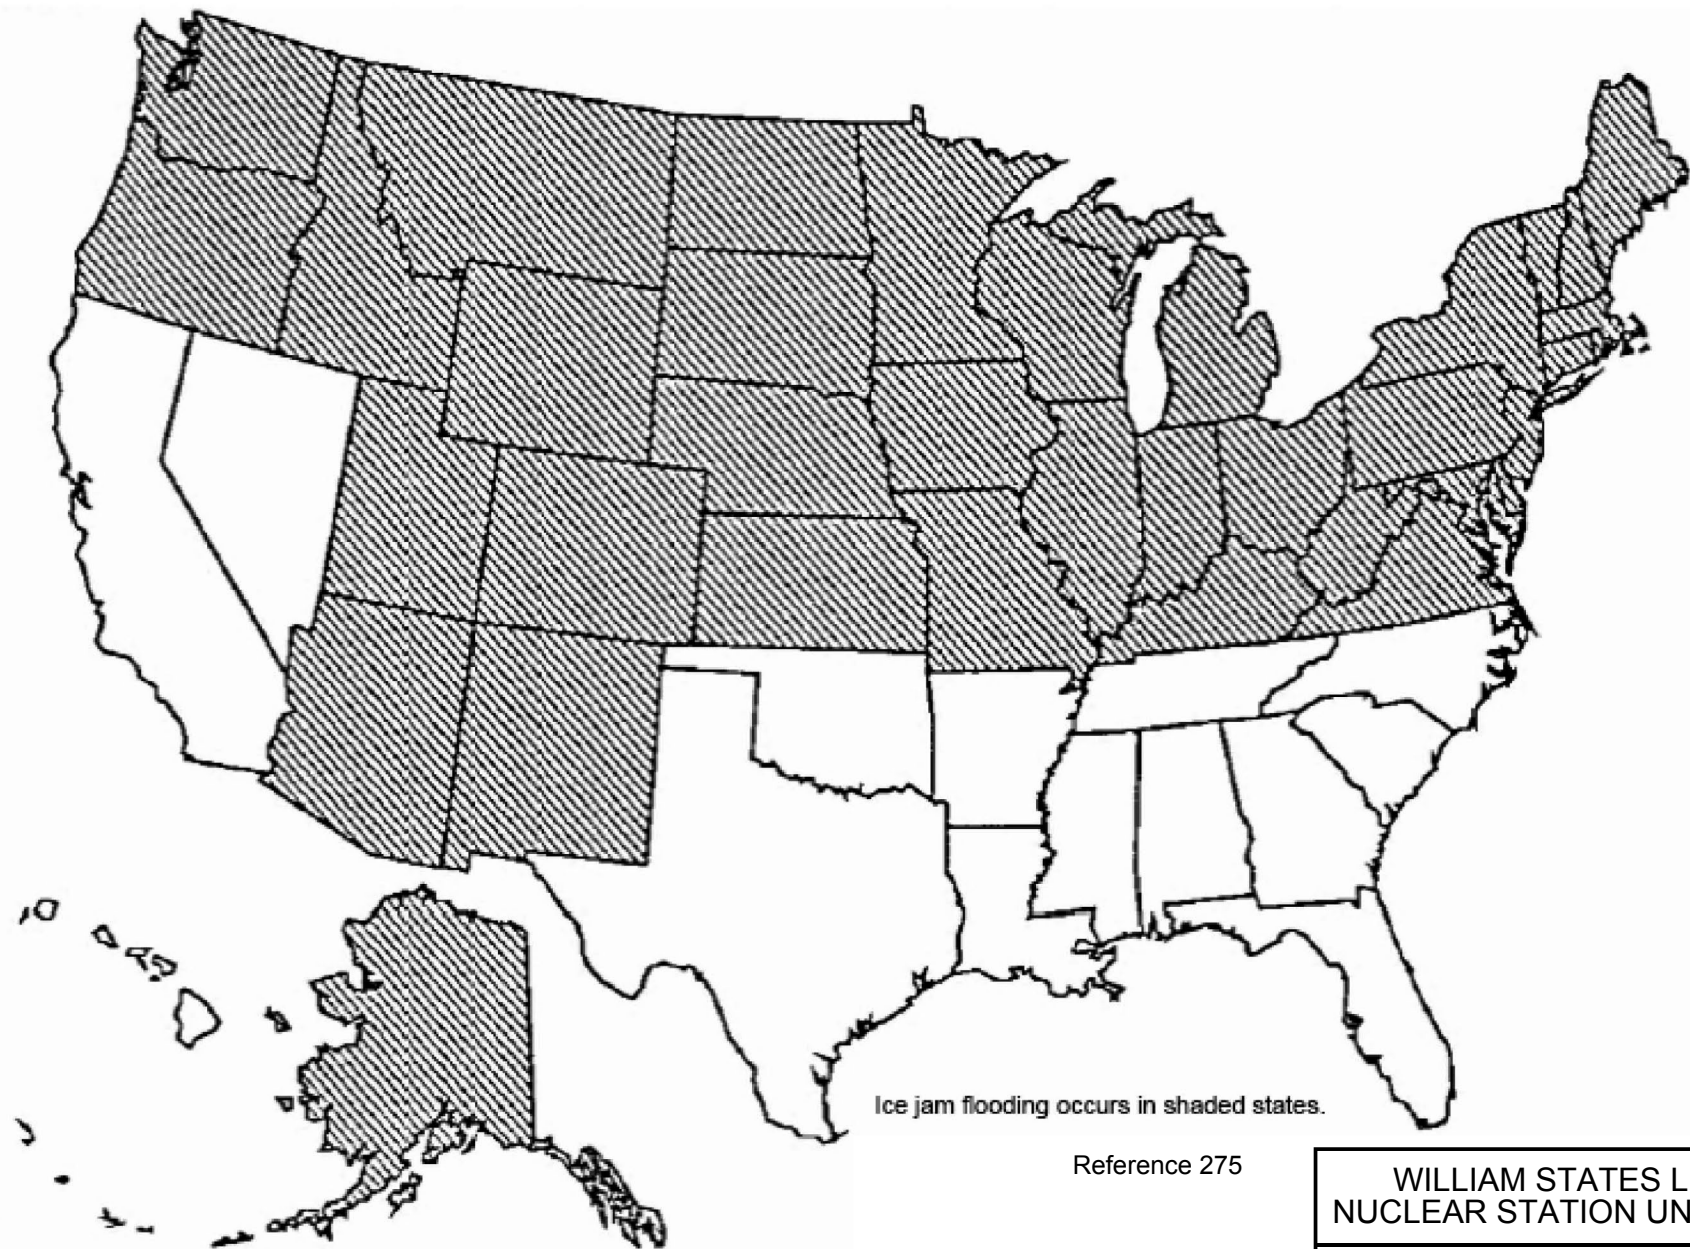 Ice jam flooding occurs in shaded states.
Reference 275
WILLIAM STATES L
NUCLEAR STATION UN